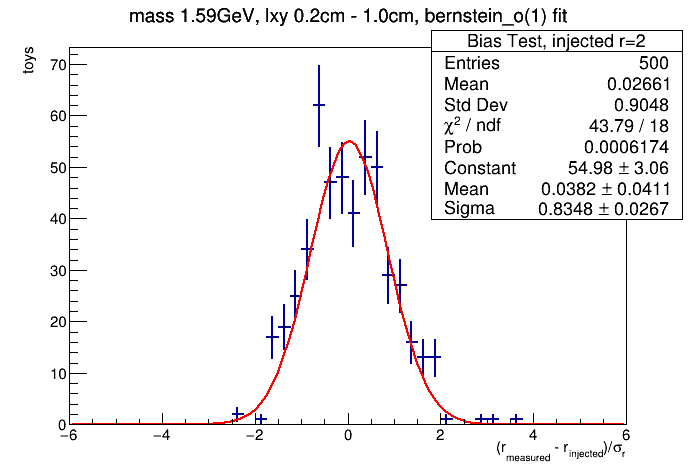 mass 1.59GeV, lxy 0.2cm - 1.0cm, bernstein_o(1) fit
Bias Test, injected r=2
Entries 500
Mean 0.02661
Std Dev 0.9048
χ² / ndf 43.79 / 18
Prob 0.0006174
Constant 54.98 ± 3.06
Mean 0.0382 ± 0.0411
Sigma 0.8348 ± 0.0267
toys
70
60
50
40
30
20
10
0
−6 −4 −2 0 2 4 6
(r_measured - r_injected)/σ_r